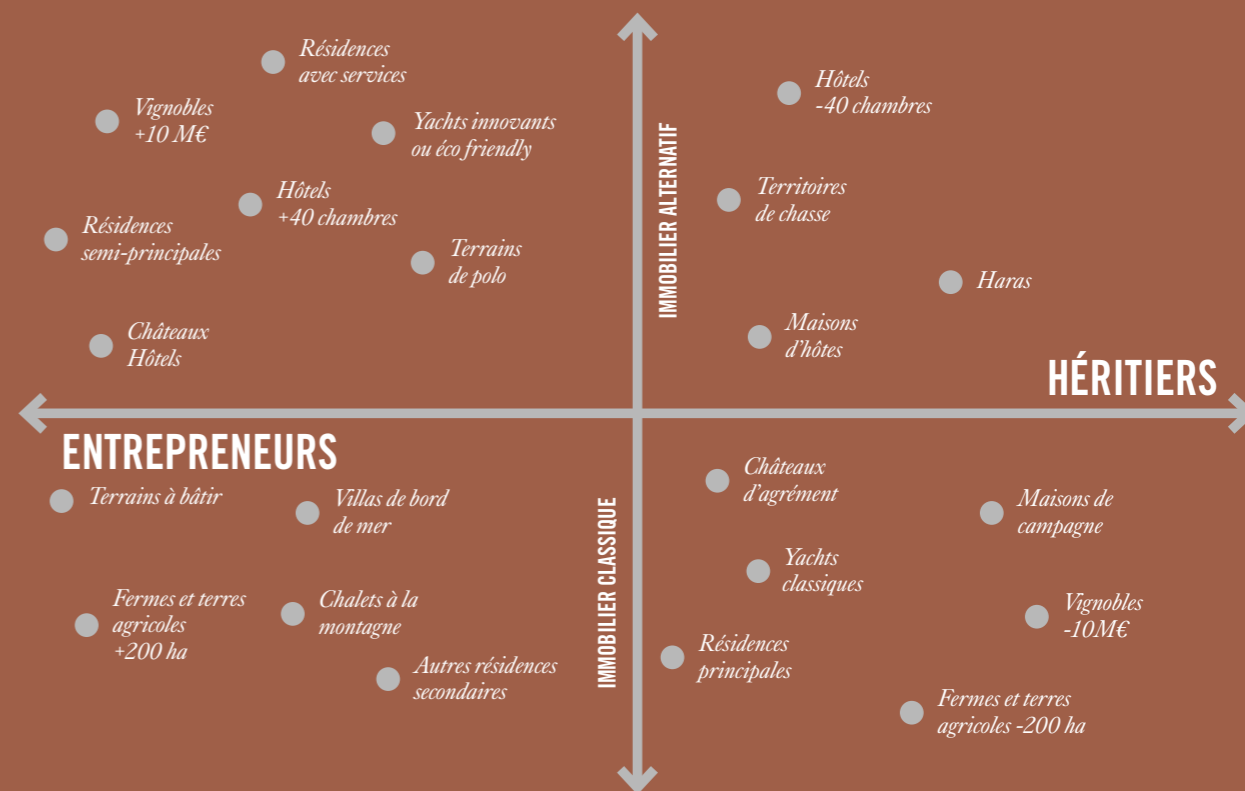 Résidences
avec services
Vignobles
+10 M€
Yachts innovants
ou éco friendly
Hôtels
+40 chambres
Résidences
semi-principales
Terrains
de polo
Châteaux
Hôtels
IMMOBILIER ALTERNATIF
Hôtels
-40 chambres
Territoires
de chasse
Haras
Maisons
d'hôtes
HÉRITIERS
ENTREPRENEURS
Terrains à bâtir
Villas de bord
de mer
Fermes et terres
agricoles
+200 ha
Chalets à la
montagne
Autres résidences
secondaires
IMMOBILIER CLASSIQUE
Châteaux
d'agrément
Maisons de
campagne
Yachts
classiques
Vignobles
-10M€
Résidences
principales
Fermes et terres
agricoles -200 ha